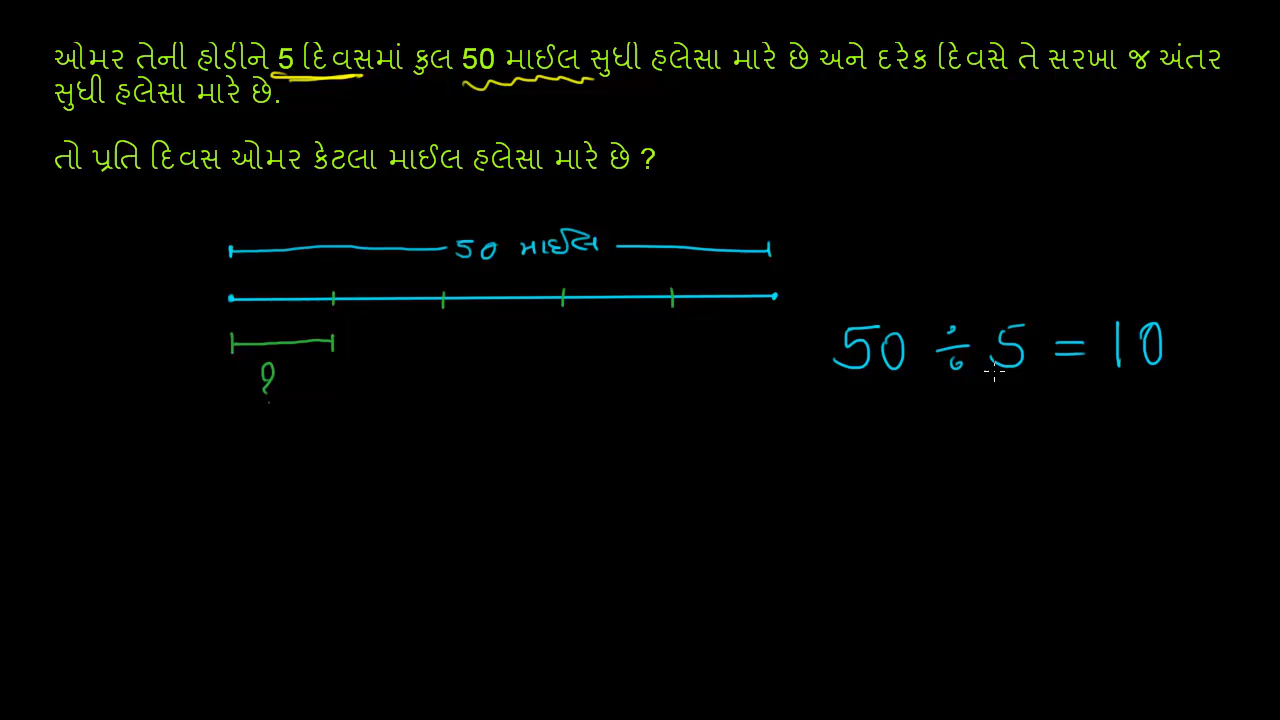 ઓમર તેની હોડીને 5 દિવસમાં કુલ 50 માઈલ સુધી હલેસા મારે છે અને દરેક દિવસે તે સરખા જ અંતર
સુધી હલેસા મારે છે.
તો પ્રતિ દિવસ ઓમર કેટલા માઈલ હલેસા મારે છે ?
50 માઈલ
50 ÷ 5 = 10
?